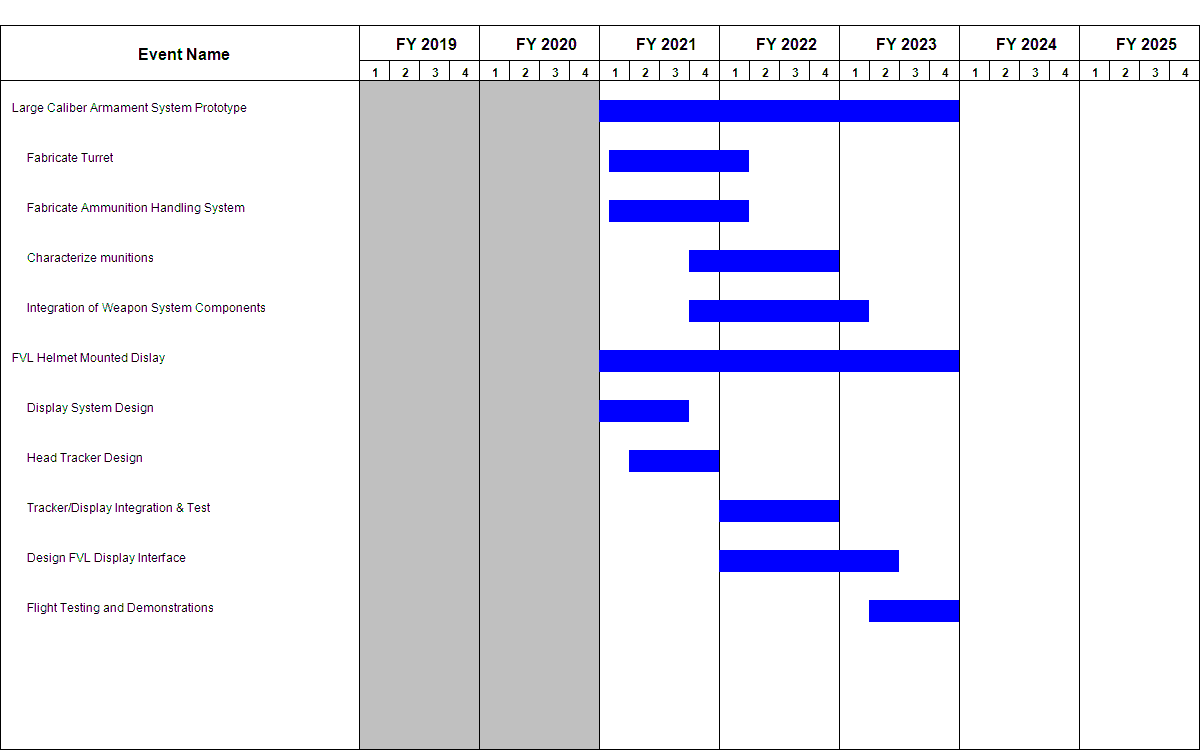 Event Name
FY 2019 FY 2020 FY 2021 FY 2022 FY 2023 FY 2024 FY 2025
1 2 3 4 1 2 3 4 1 2 3 4 1 2 3 4 1 2 3 4 1 2 3 4 1 2 3 4
Large Caliber Armament System Prototype
Fabricate Turret
Fabricate Ammunition Handling System
Characterize munitions
Integration of Weapon System Components
FVL Helmet Mounted Dislay
Display System Design
Head Tracker Design
Tracker/Display Integration & Test
Design FVL Display Interface
Flight Testing and Demonstrations